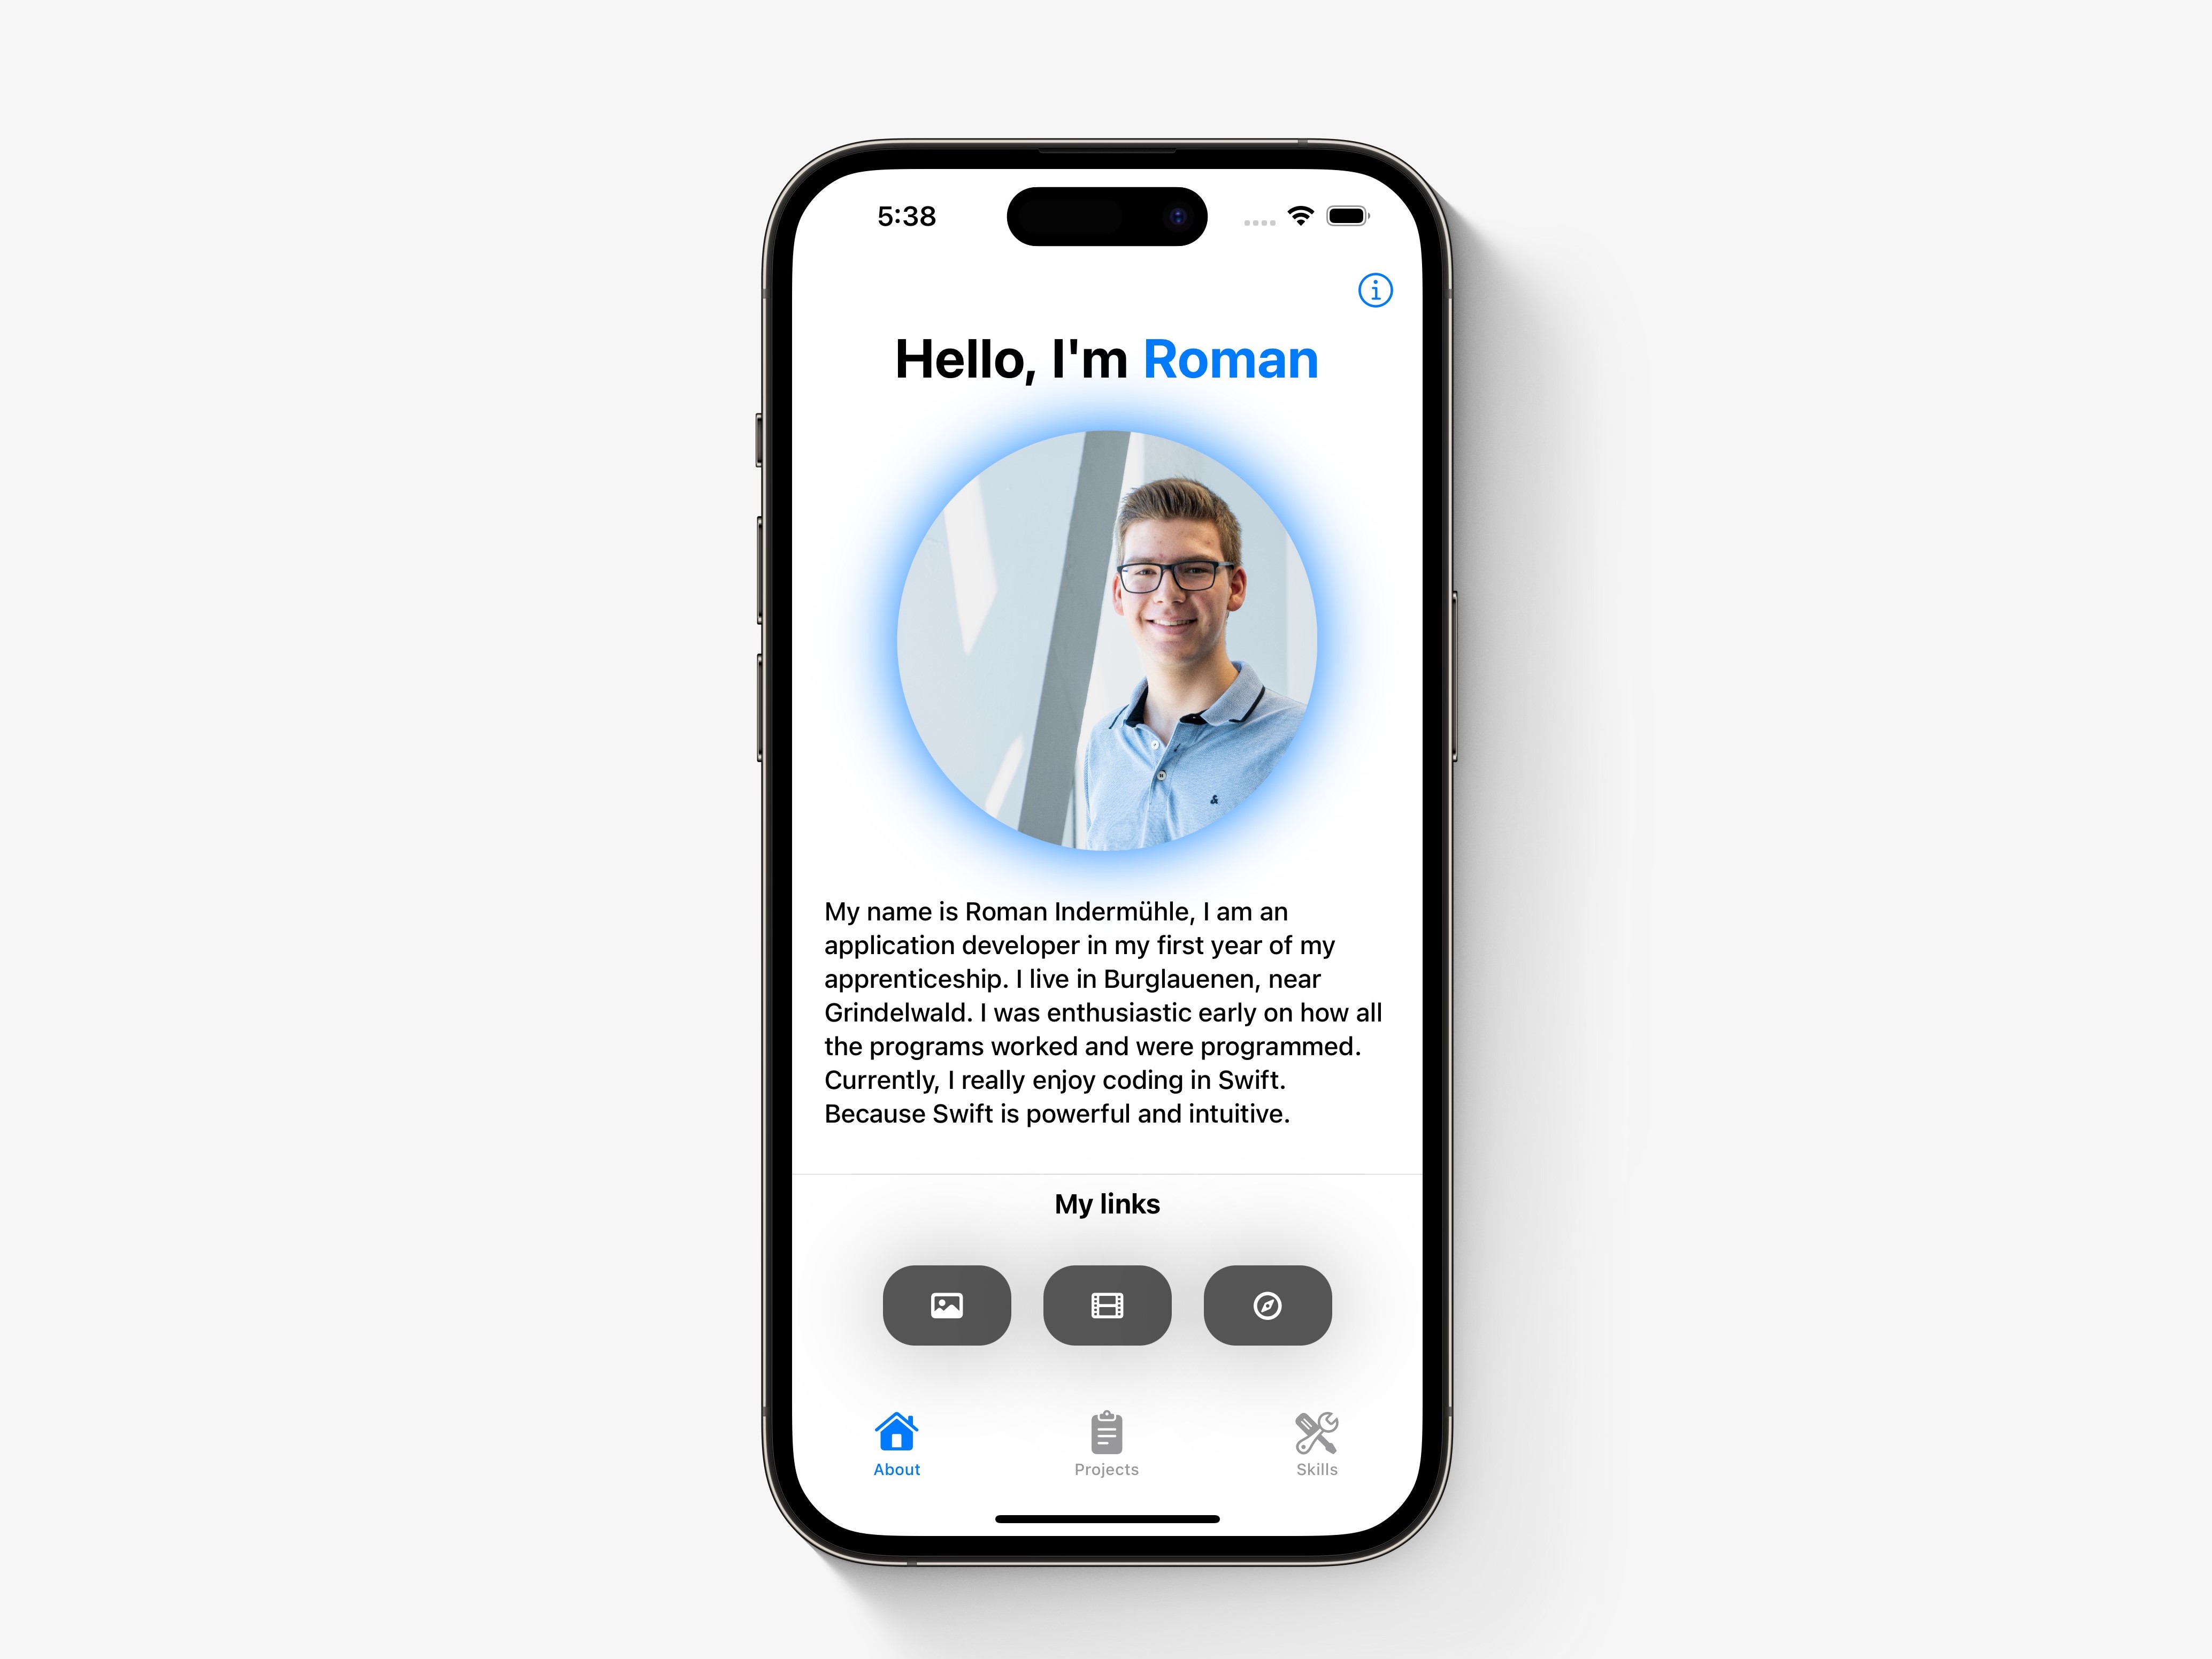 5:38
Hello, I'm Roman
&
My name is Roman Indermühle, I am an
application developer in my first year of my
apprenticeship. I live in Burglauenen, near
Grindelwald. I was enthusiastic early on how all
the programs worked and were programmed.
Currently, I really enjoy coding in Swift.
Because Swift is powerful and intuitive.
My links
About Projects Skills